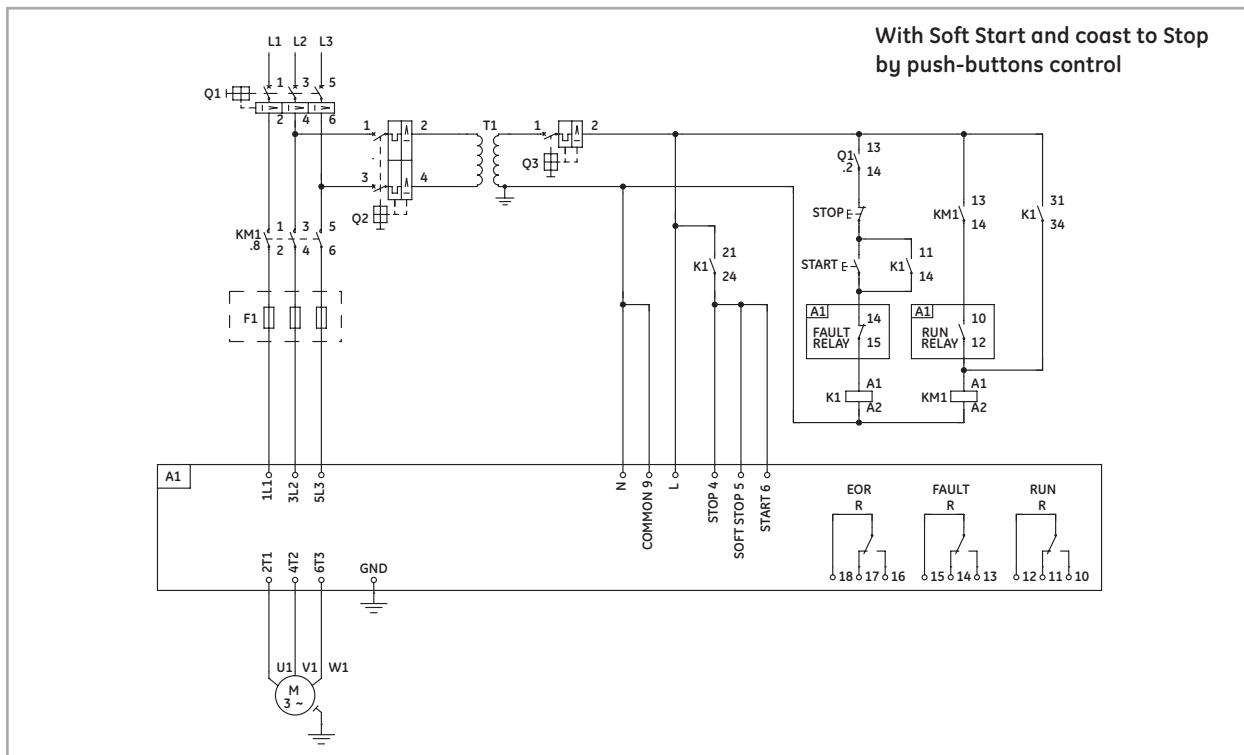 With Soft Start and coast to Stop
by push-buttons control
L1 L2 L3
Q1
1 3 5
2 4 6
1 2
3 4
Q2
T1
1 2
Q3
KM1
.8
1 3 5
2 4 6
F1
K1
21
24
Q1
.2
13
14
STOP
START
K1
11
14
KM1
13
14
K1
31
34
A1
FAULT
RELAY
14
15
A1
RUN
RELAY
10
12
K1
A1
A2
KM1
A1
A2
A1
1L1
3L2
5L3
N
COMMON 9
L
STOP 4
SOFT STOP 5
START 6
EOR
R
18 17 16
FAULT
R
15 14 13
RUN
R
12 11 10
2T1
4T2
6T3
GND
U1 V1 W1
M
3 ~